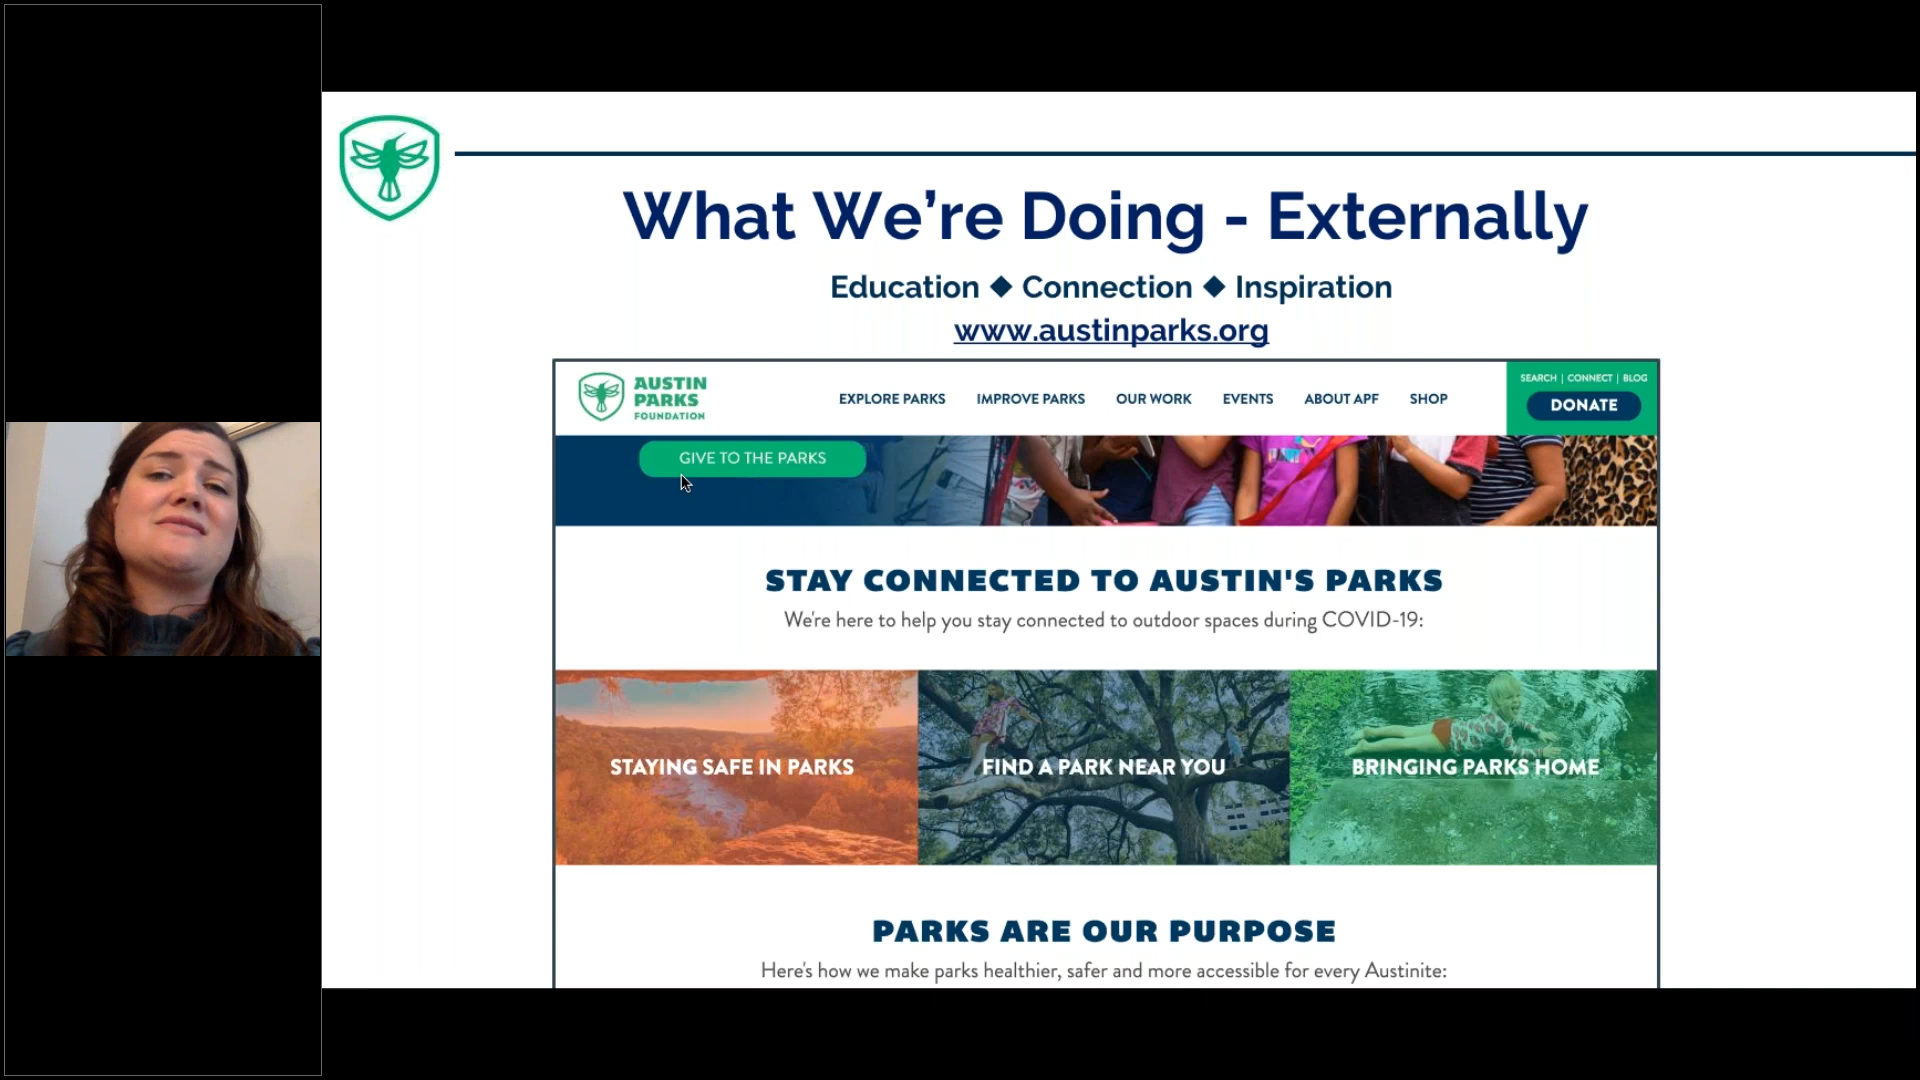 What We’re Doing - Externally
Education ◆ Connection ◆ Inspiration
www.austinparks.org
AUSTIN
PARKS
FOUNDATION
EXPLORE PARKS IMPROVE PARKS OUR WORK EVENTS ABOUT APF SHOP
SEARCH | CONNECT | BLOG
DONATE
GIVE TO THE PARKS
STAY CONNECTED TO AUSTIN'S PARKS
We're here to help you stay connected to outdoor spaces during COVID-19:
STAYING SAFE IN PARKS
FIND A PARK NEAR YOU
BRINGING PARKS HOME
PARKS ARE OUR PURPOSE
Here's how we make parks healthier, safer and more accessible for every Austinite: